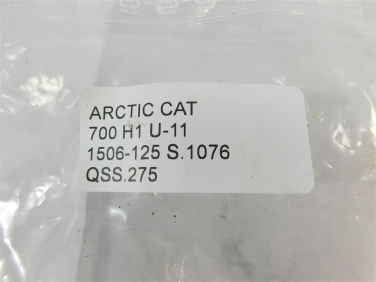 ARCTIC CAT
700 H1 U-11
1506-125 S.1076
QSS.275